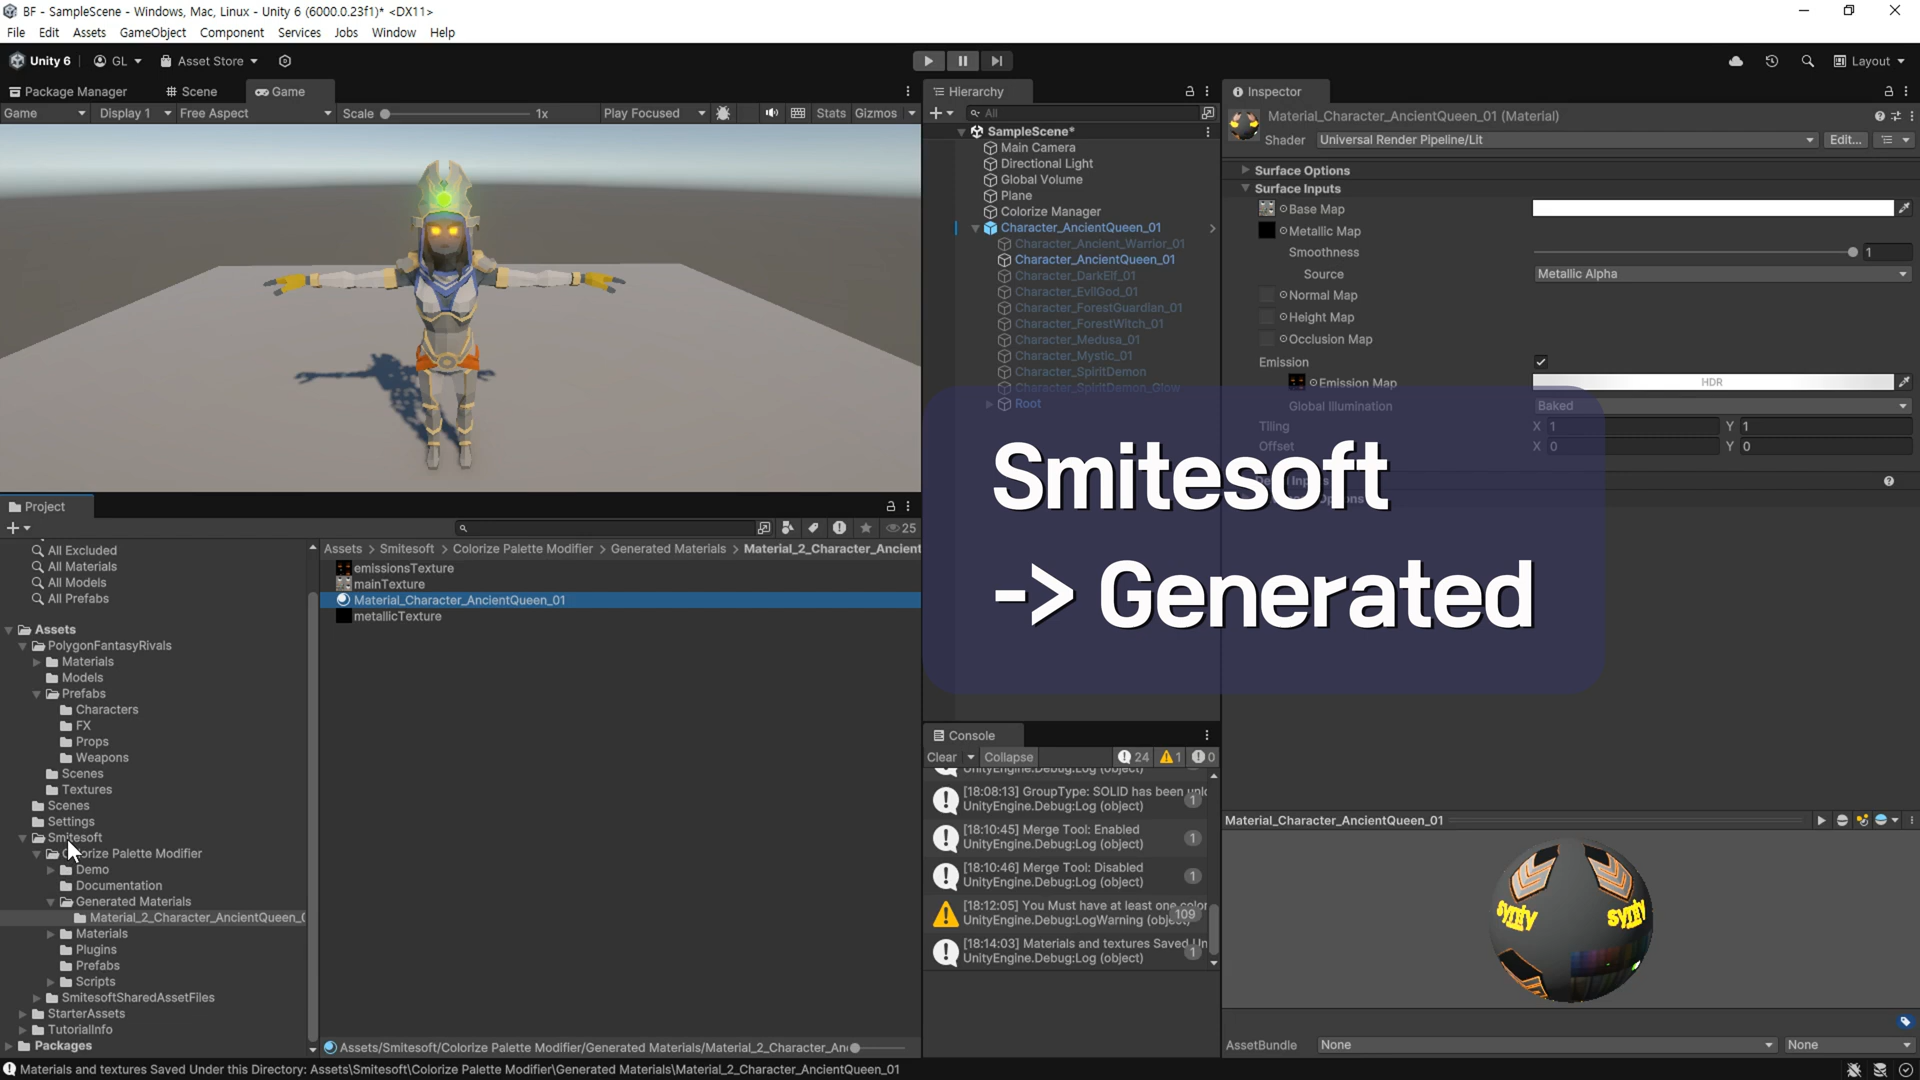 BF - SampleScene - Windows, Mac, Linux - Unity 6 (6000.0.23f1)* <DX11>
File Edit Assets GameObject Component Services Jobs Window Help
Unity 6 GL Asset Store Layout
Package Manager Scene Game
Game Display 1 Free Aspect Scale 1x Play Focused Stats Gizmos
Hierarchy
All
SampleScene*
Main Camera
Directional Light
Global Volume
Plane
Colorize Manager
Character_AncientQueen_01
Character_Ancient_Warrior_01
Character_AncientQueen_01
Character_DarkElf_01
Character_EvilGod_01
Character_ForestGuardian_01
Character_ForestWitch_01
Character_Medusa_01
Character_Mystic_01
Character_SpiritDemon
Character_SpiritDemon_Glow
Root
Inspector
Material_Character_AncientQueen_01 (Material)
Shader Universal Render Pipeline/Lit Edit...
Surface Options
Surface Inputs
Base Map
Metallic Map
Smoothness 1
Source Metallic Alpha
Normal Map
Height Map
Occlusion Map
Emission
Emission Map HDR
Global Illumination Baked
Tiling X 1 Y 1
Offset X 0 Y 0
Smitesoft
-> Generated
Project
25
All Excluded
All Materials
All Models
All Prefabs
Assets
PolygonFantasyRivals
Materials
Models
Prefabs
Characters
FX
Props
Weapons
Scenes
Textures
Scenes
Settings
Smitesoft
Colorize Palette Modifier
Demo
Documentation
Generated Materials
Material_2_Character_AncientQueen_0
Materials
Plugins
Prefabs
Scripts
SmitesoftSharedAssetFiles
StarterAssets
TutorialInfo
Packages
Assets > Smitesoft > Colorize Palette Modifier > Generated Materials > Material_2_Character_Ancient
emissionsTexture
mainTexture
Material_Character_AncientQueen_01
metallicTexture
Assets/Smitesoft/Colorize Palette Modifier/Generated Materials/Material_2_Character_An
Console
Clear Collapse 24 1 0
UnityEngine.Debug:Log (object)
[18:08:13] GroupType: SOLID has been
UnityEngine.Debug:Log (object) 1
[18:10:45] Merge Tool: Enabled
UnityEngine.Debug:Log (object) 1
[18:10:46] Merge Tool: Disabled
UnityEngine.Debug:Log (object) 1
[18:12:05] You Must have at least one color
UnityEngine.Debug:LogWarning (object) 109
[18:14:03] Materials and textures Saved Un
UnityEngine.Debug:Log (object) 1
Material_Character_AncientQueen_01
synty synty
AssetBundle None None
Materials and textures Saved Under this Directory: Assets\Smitesoft\Colorize Palette Modifier\Generated Materials\Material_2_Character_AncientQueen_01